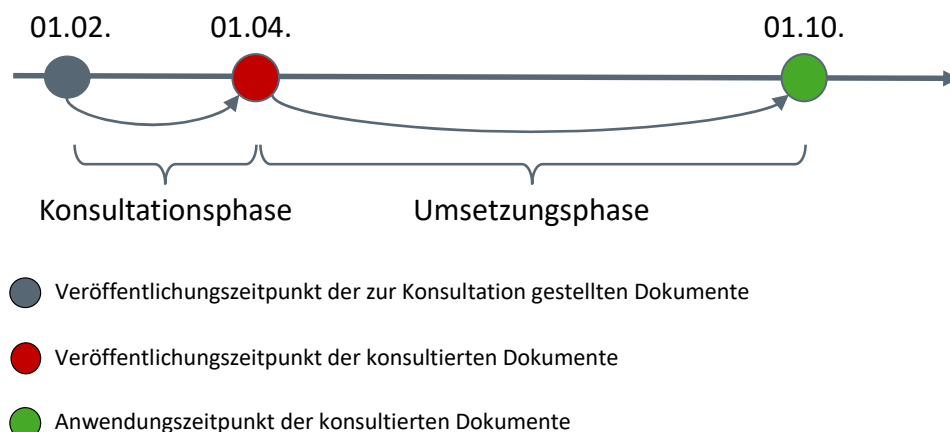 01.02. 01.04. 01.10.
Konsultationsphase Umsetzungsphase
Veröffentlichungszeitpunkt der zur Konsultation gestellten Dokumente
Veröffentlichungszeitpunkt der konsultierten Dokumente
Anwendungszeitpunkt der konsultierten Dokumente